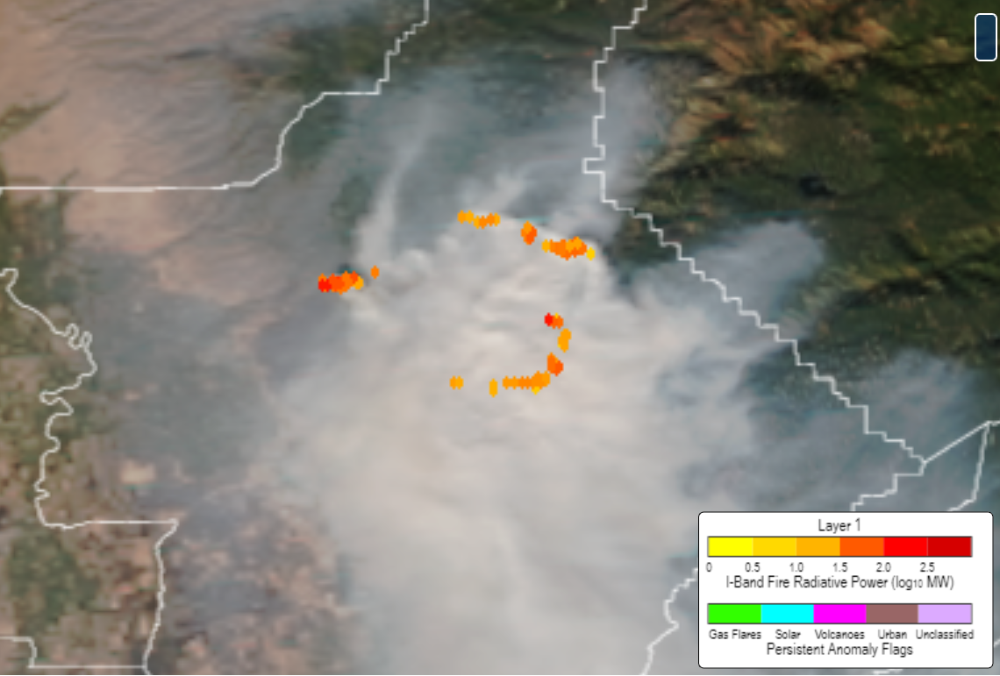 Layer 1
0 0.5 1.0 1.5 2.0 2.5
I-Band Fire Radiative Power (log₁₀ MW)
Gas Flares Solar Volcanoes Urban Unclassified
Persistent Anomaly Flags